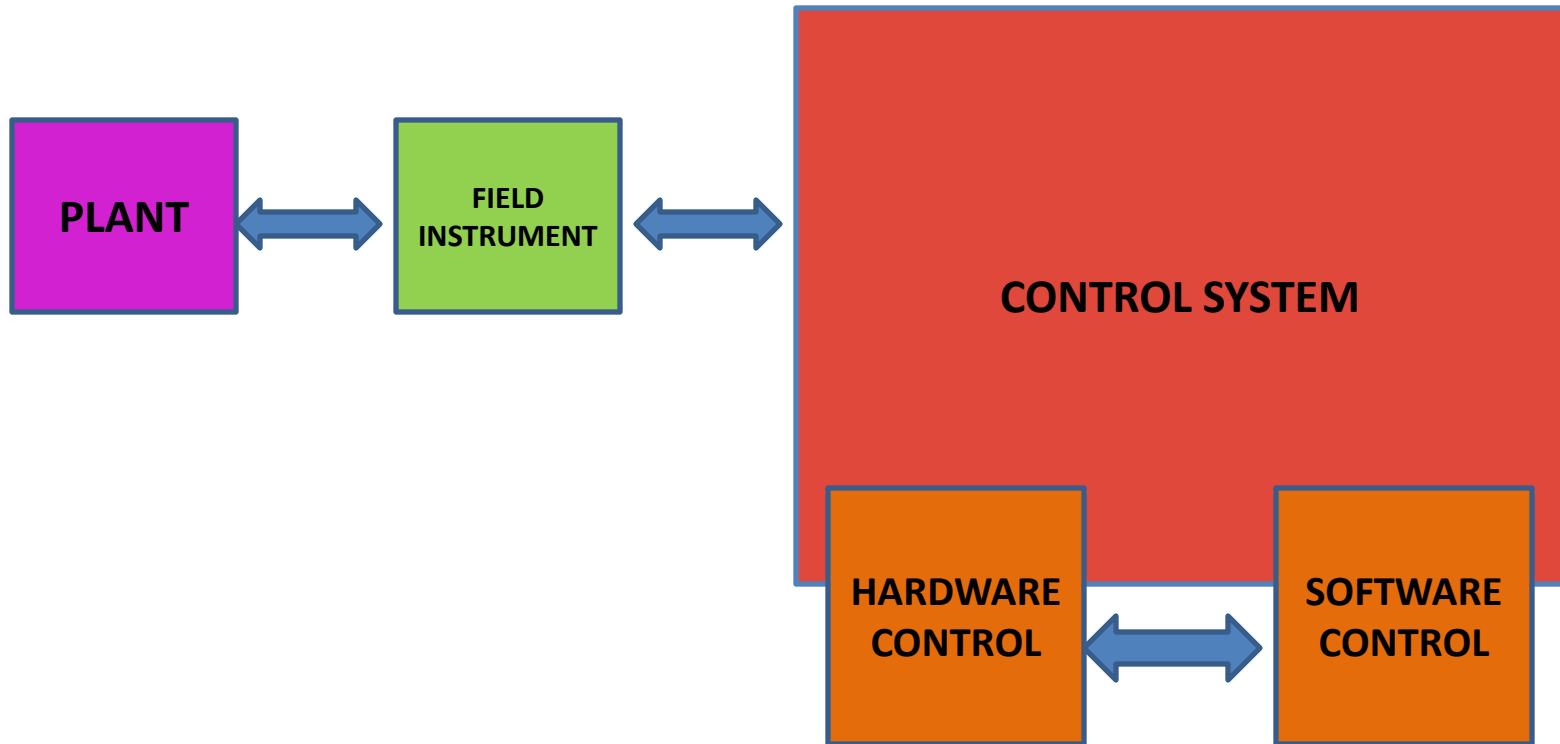 PLANT
FIELD
INSTRUMENT
CONTROL SYSTEM
HARDWARE
CONTROL
SOFTWARE
CONTROL